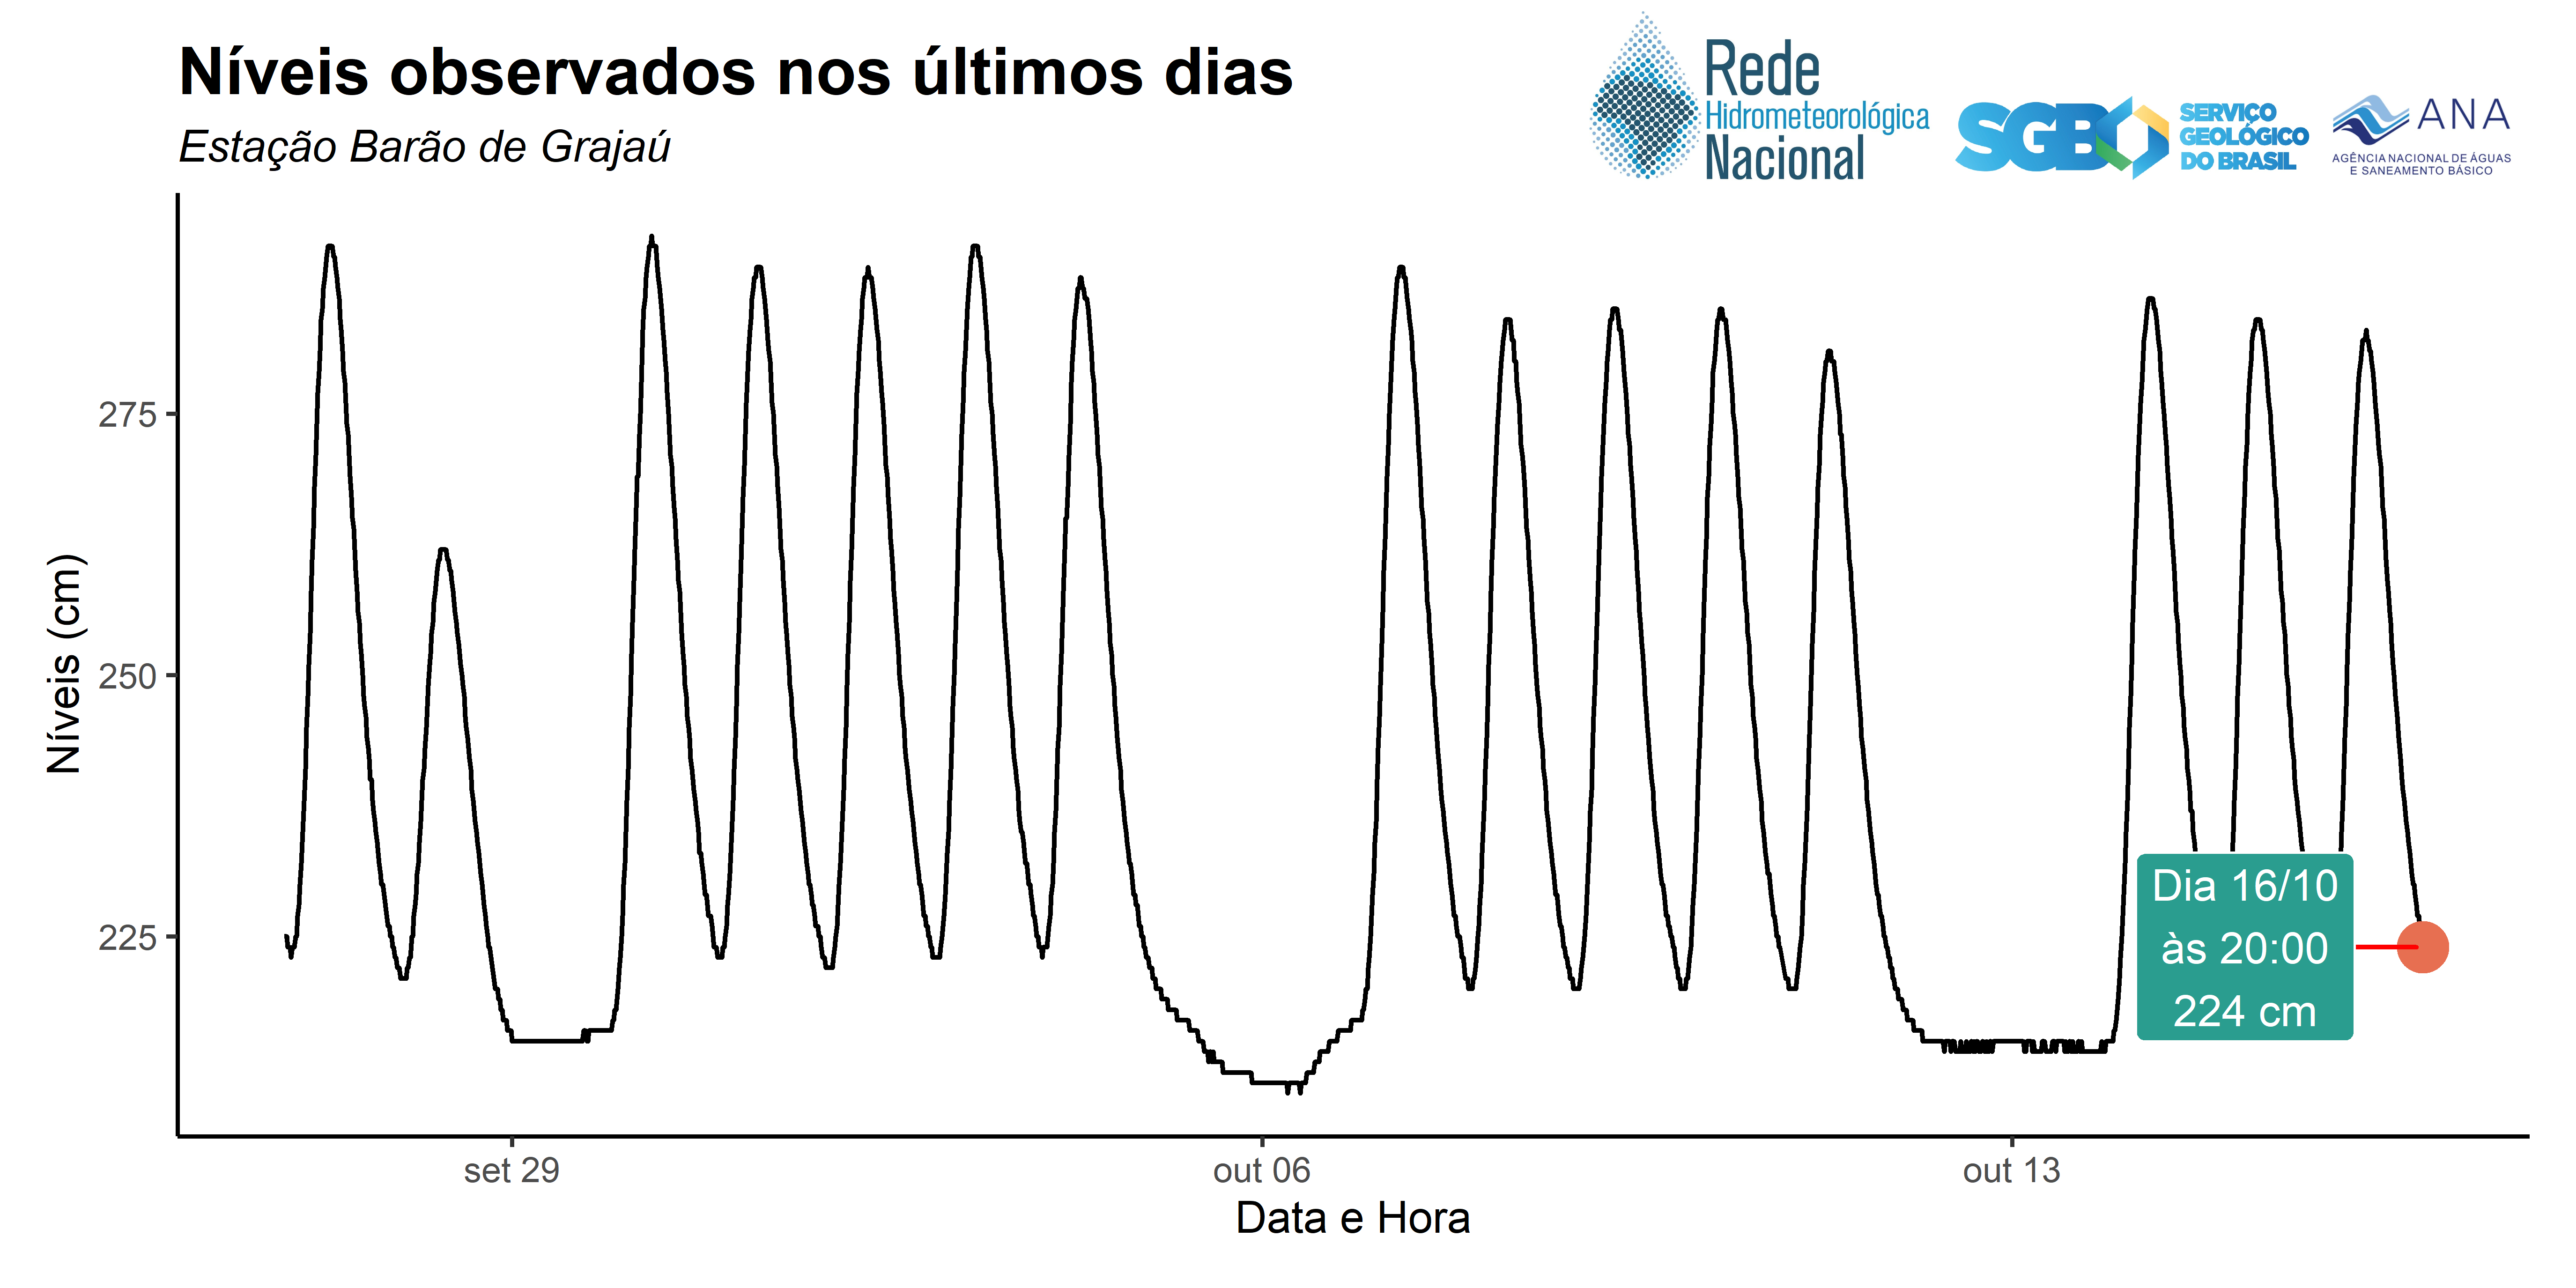 Níveis observados nos últimos dias
Estação Barão de Grajaú
Rede
Hidrometeorológica
Nacional
SGB
SERVIÇO
GEOLÓGICO
DO BRASIL
ANA
AGÊNCIA NACIONAL DE ÁGUAS
E SANEAMENTO BÁSICO
Níveis (cm)
275
250
225
Dia 16/10
às 20:00
224 cm
set 29
out 06
out 13
Data e Hora